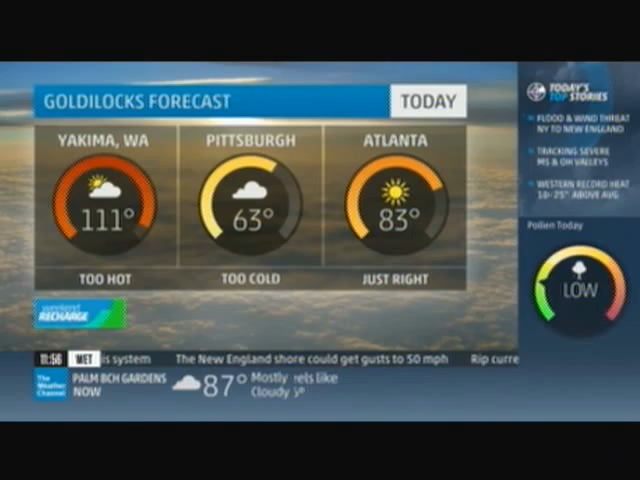 GOLDILOCKS FORECAST
TODAY
YAKIMA, WA
111°
TOO HOT
PITTSBURGH
63°
TOO COLD
ATLANTA
83°
JUST RIGHT
TODAY'S
TOP STORIES
FLOOD & WIND THREAT
NY TO NEW ENGLAND
TRACKING SEVERE
MS & OH VALLEYS
WESTERN RECORD HEAT
10-25° ABOVE AVG
Pollen Today
LOW
weekend
RECHARGE
11:56 WET is system The New England shore could get gusts to 50 mph Rip curre
The
Weather
Channel
PALM BCH GARDENS
NOW
87°
Mostly
Cloudy